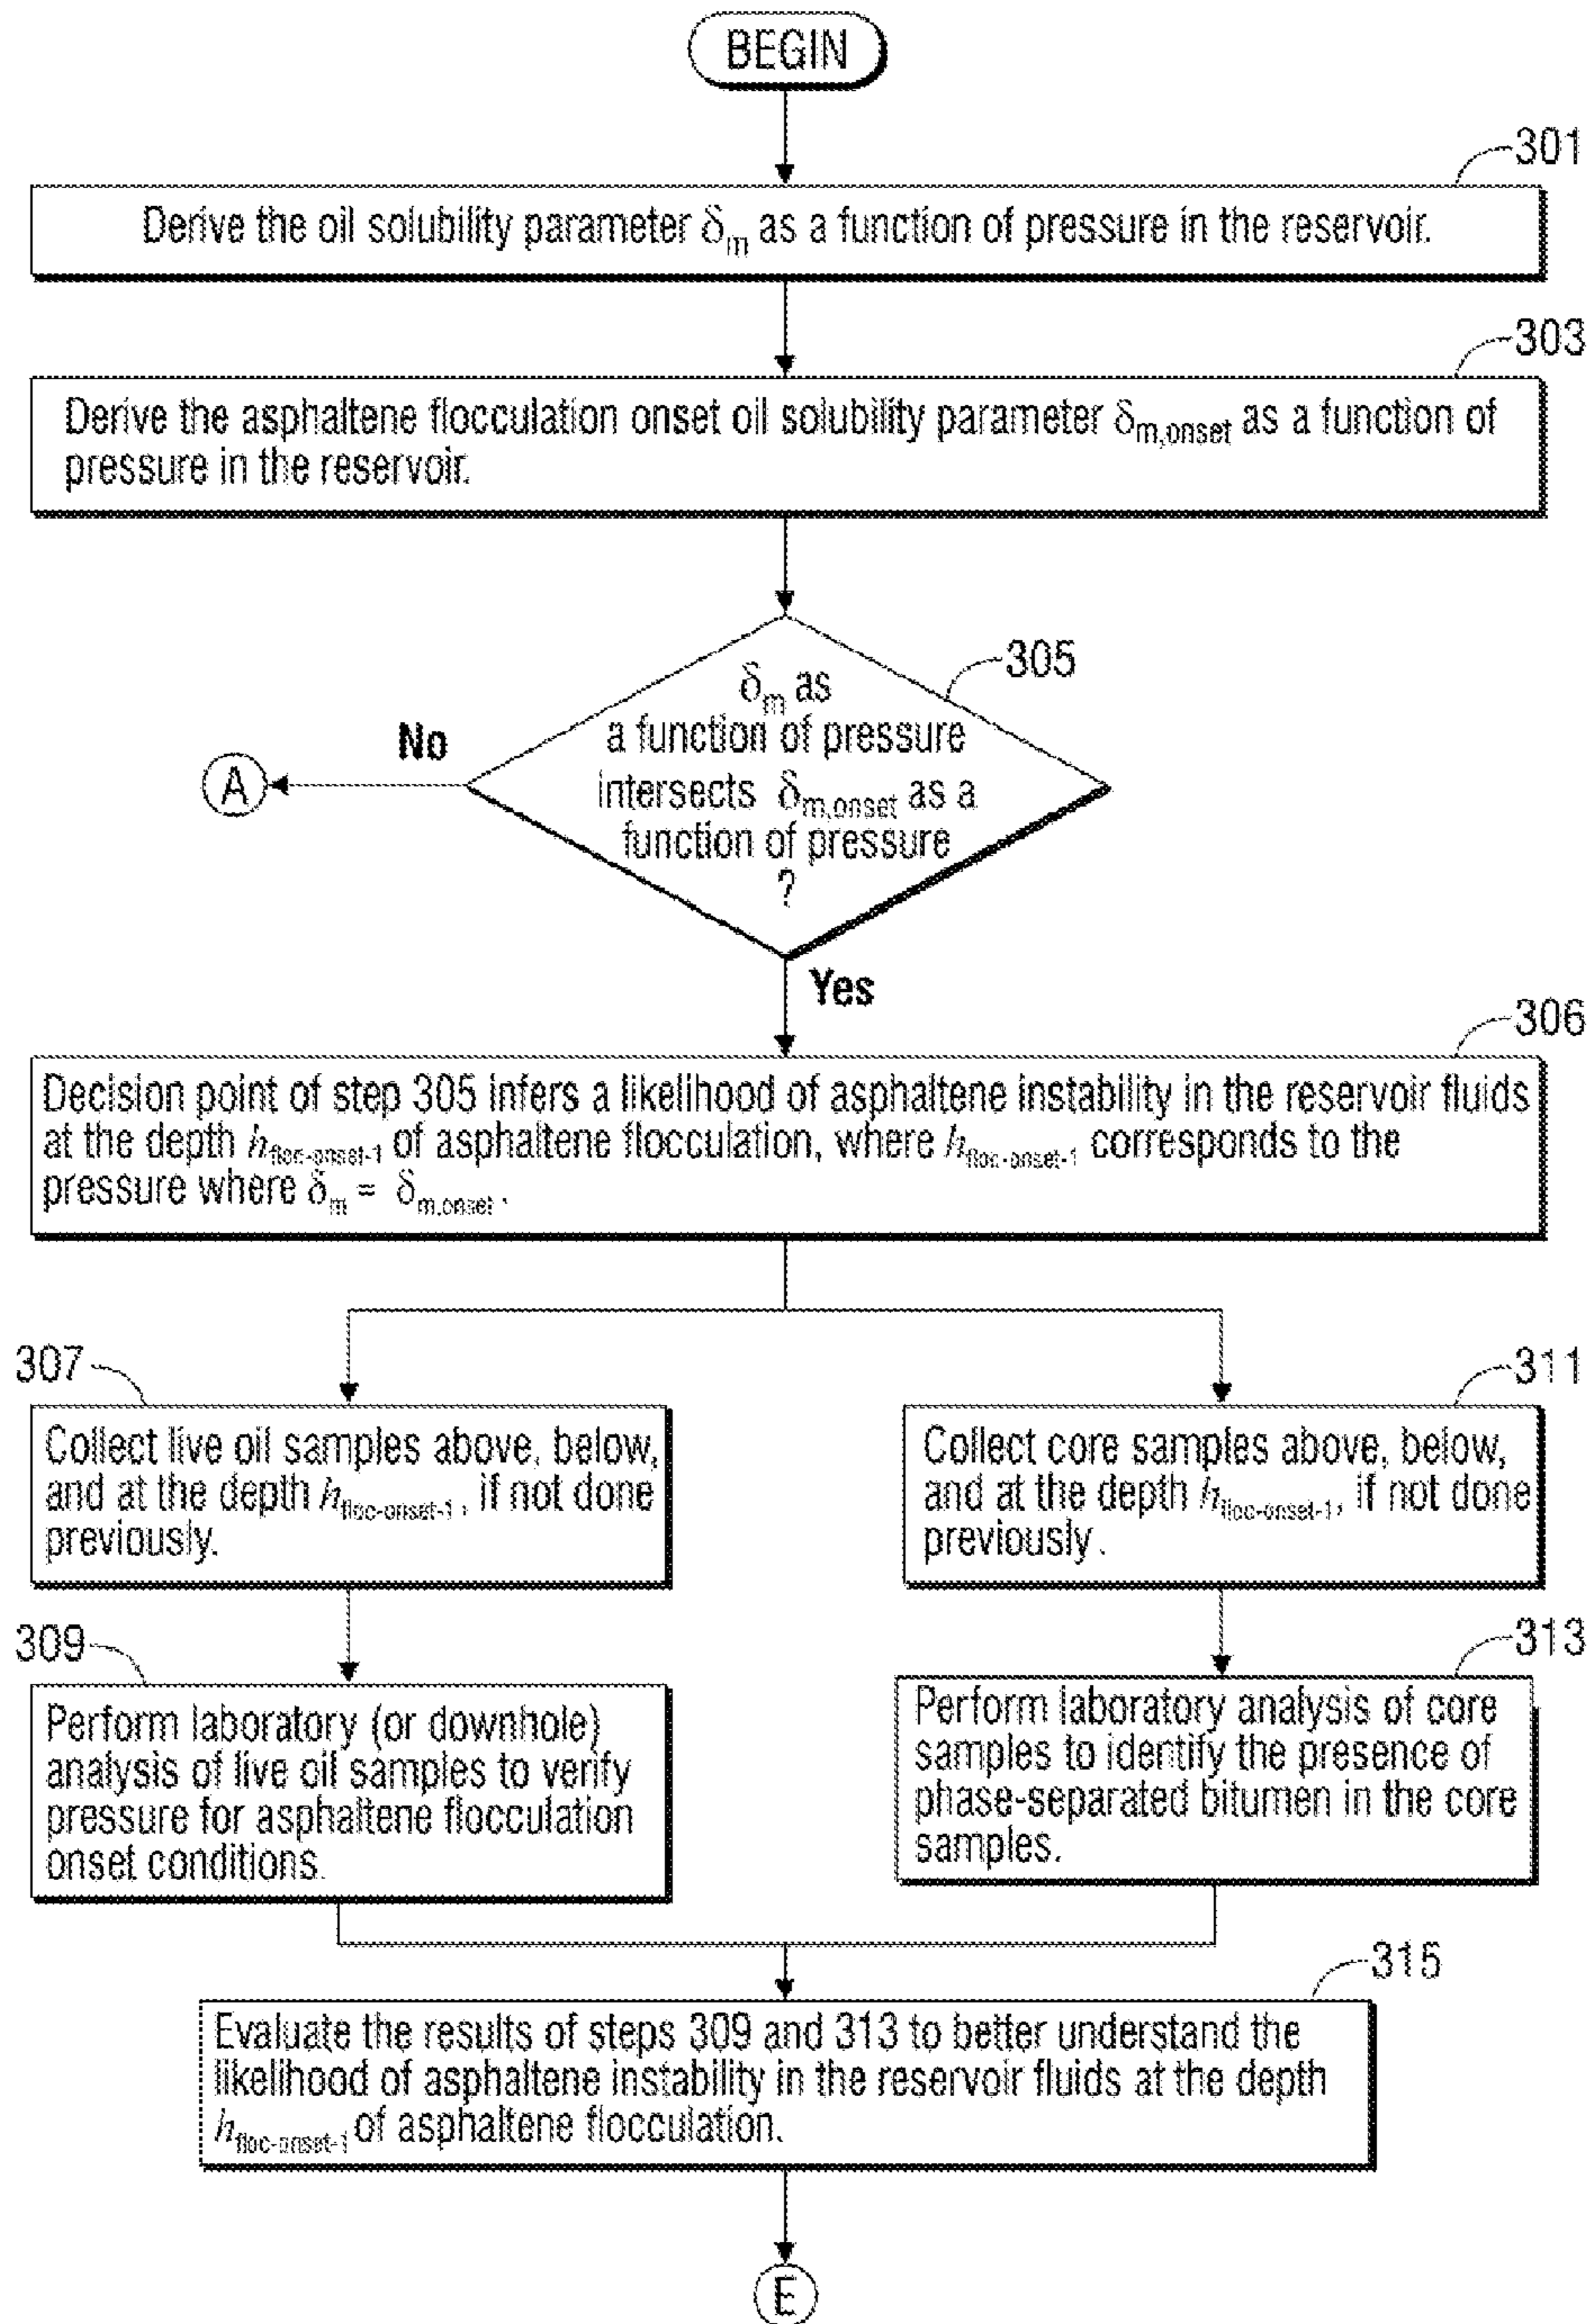 BEGIN
301
Derive the oil solubility parameter δm as a function of pressure in the reservoir.
303
Derive the asphaltene flocculation onset oil solubility parameter δm,onset as a function of
pressure in the reservoir.
305
δm as
a function of pressure
intersects δm,onset as a
function of pressure
?
No
A
Yes
306
Decision point of step 305 infers a likelihood of asphaltene instability in the reservoir fluids
at the depth hfloc-onset-1 of asphaltene flocculation, where hfloc-onset-1 corresponds to the
pressure where δm = δm,onset.
307
Collect live oil samples above, below,
and at the depth hfloc-onset-1, if not done
previously.
311
Collect core samples above, below,
and at the depth hfloc-onset-1, if not done
previously.
309
Perform laboratory (or downhole)
analysis of live oil samples to verify
pressure for asphaltene flocculation
onset conditions.
313
Perform laboratory analysis of core
samples to identify the presence of
phase-separated bitumen in the core
samples.
315
Evaluate the results of steps 309 and 313 to better understand the
likelihood of asphaltene instability in the reservoir fluids at the depth
hfloc-onset-1 of asphaltene flocculation.
E